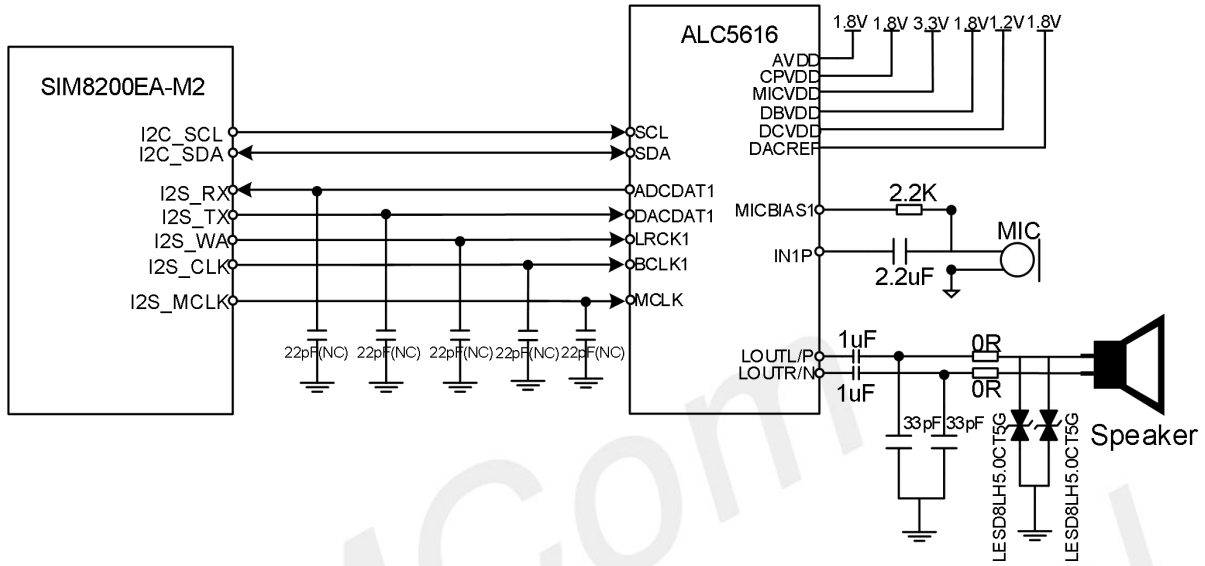 SIM8200EA-M2
I2C_SCL
I2C_SDA
I2S_RX
I2S_TX
I2S_WA
I2S_CLK
I2S_MCLK
22pF(NC) 22pF(NC) 22pF(NC) 22pF(NC) 22pF(NC)
ALC5616
SCL
SDA
ADCDAT1
DACDAT1
LRCK1
BCLK1
MCLK
1.8V 1.8V 3.3V 1.8V 1.2V 1.8V
AVDD
CPVDD
MICVDD
DBVDD
DCVDD
DACREF
MICBIAS1
IN1P
2.2K
2.2uF
MIC
LOUTL/P
LOUTR/N
1uF
1uF
0R
0R
33pF 33pF
LESD8LH5.0CT5G
LESD8LH5.0CT5G
Speaker